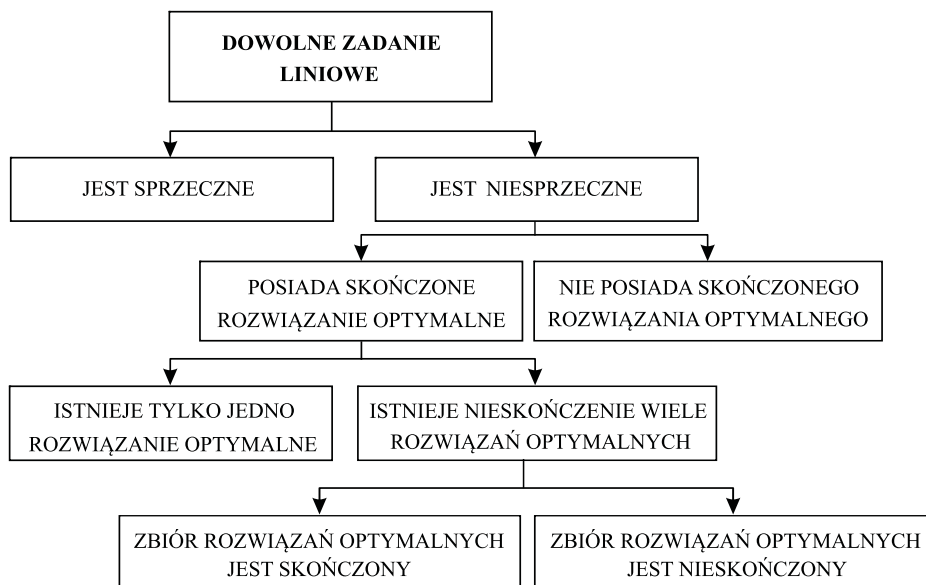 DOWOLNE ZADANIE
LINIOWE
JEST SPRZECZNE
JEST NIESPRZECZNE
POSIADA SKOŃCZONE
ROZWIĄZANIE OPTYMALNE
NIE POSIADA SKOŃCZONEGO
ROZWIĄZANIA OPTYMALNEGO
ISTNIEJE TYLKO JEDNO
ROZWIĄZANIE OPTYMALNE
ISTNIEJE NIESKOŃCZENIE WIELE
ROZWIĄZAŃ OPTYMALNYCH
ZBIÓR ROZWIĄZAŃ OPTYMALNYCH
JEST SKOŃCZONY
ZBIÓR ROZWIĄZAŃ OPTYMALNYCH
JEST NIESKOŃCZONY